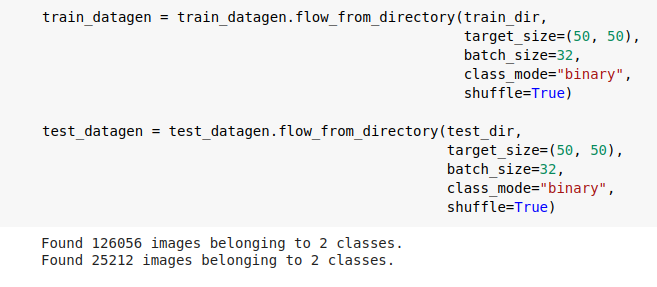 train_datagen = train_datagen.flow_from_directory(train_dir,
target_size=(50, 50),
batch_size=32,
class_mode="binary",
shuffle=True)
test_datagen = test_datagen.flow_from_directory(test_dir,
target_size=(50, 50),
batch_size=32,
class_mode="binary",
shuffle=True)
Found 126056 images belonging to 2 classes.
Found 25212 images belonging to 2 classes.